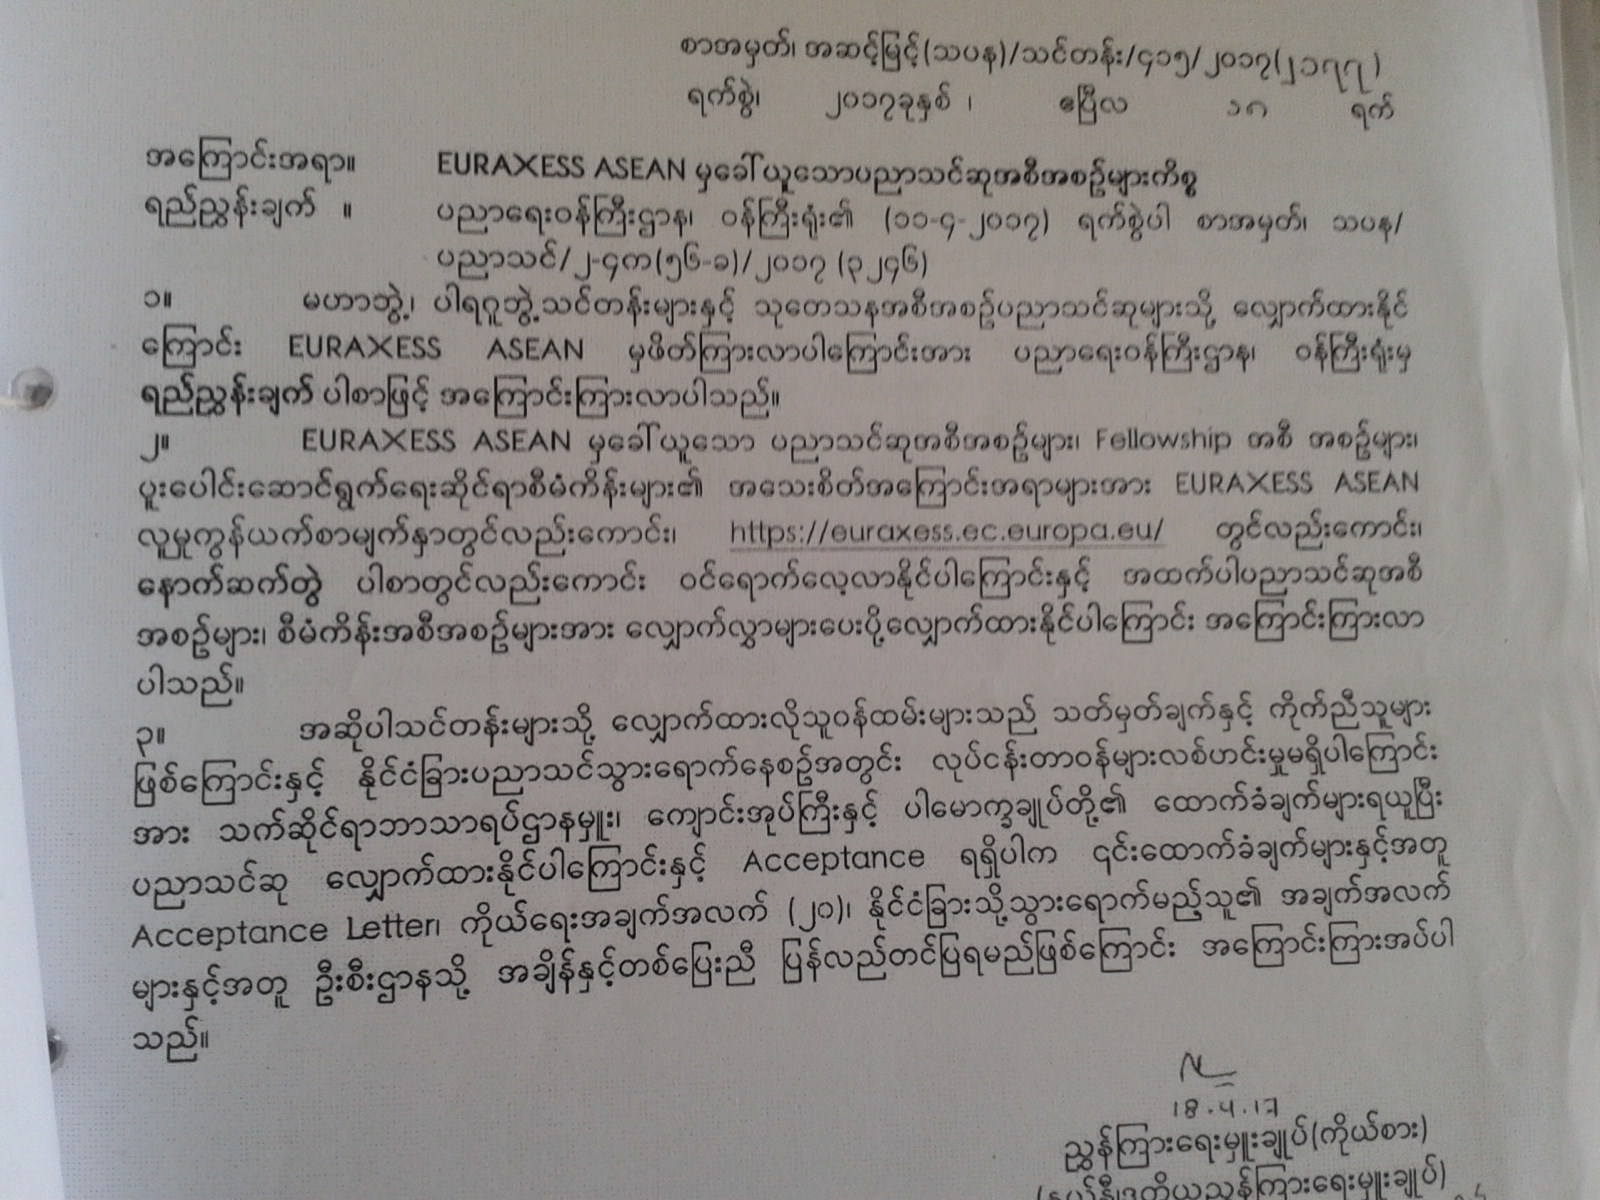 စာအမှတ်၊ အဆင့်မြင့်(သပန)/သင်တန်း/၄၁၅/၂၀၁၇(၂၁၇၇)
ရက်စွဲ၊ ၂၀၁၇ခုနှစ် ၊ ဧပြီလ ၁၈ ရက်
အကြောင်းအရာ။ EURAXESS ASEAN မှခေါ်ယူသောပညာသင်ဆုအစီအစဉ်များကိစ္စ
ရည်ညွှန်းချက် ။ ပညာရေးဝန်ကြီးဌာန၊ ဝန်ကြီးရုံး၏ (၁၁-၄-၂၀၁၇) ရက်စွဲပါ စာအမှတ်၊ သပန/
ပညာသင်/၂-၄က(၅၆-ခ)/၂၀၁၇ (၃၂၄၆)
၁။ မဟာဘွဲ့၊ ပါရဂူဘွဲ့သင်တန်းများနှင့် သုတေသနအစီအစဉ်ပညာသင်ဆုများသို့ လျှောက်ထားနိုင်
ကြောင်း EURAXESS ASEAN မှဖိတ်ကြားလာပါကြောင်းအား ပညာရေးဝန်ကြီးဌာန၊ ဝန်ကြီးရုံးမှ
ရည်ညွှန်းချက် ပါစာဖြင့် အကြောင်းကြားလာပါသည်။
၂။ EURAXESS ASEAN မှခေါ်ယူသော ပညာသင်ဆုအစီအစဉ်များ၊ Fellowship အစီ အစဉ်များ၊
ပူးပေါင်းဆောင်ရွက်ရေးဆိုင်ရာစီမံကိန်းများ၏ အသေးစိတ်အကြောင်းအရာများအား EURAXESS ASEAN
လူမှုကွန်ယက်စာမျက်နှာတွင်လည်းကောင်း၊ https://euraxess.ec.europa.eu/ တွင်လည်းကောင်း၊
နောက်ဆက်တွဲ ပါစာတွင်လည်းကောင်း ဝင်ရောက်လေ့လာနိုင်ပါကြောင်းနှင့် အထက်ပါပညာသင်ဆုအစီ
အစဉ်များ၊ စီမံကိန်းအစီအစဉ်များအား လျှောက်လွှာများပေးပို့လျှောက်ထားနိုင်ပါကြောင်း အကြောင်းကြားလာ
ပါသည်။
၃။ အဆိုပါသင်တန်းများသို့ လျှောက်ထားလိုသူဝန်ထမ်းများသည် သတ်မှတ်ချက်နှင့် ကိုက်ညီသူများ
ဖြစ်ကြောင်းနှင့် နိုင်ငံခြားပညာသင်သွားရောက်နေစဉ်အတွင်း လုပ်ငန်းတာဝန်များလစ်ဟင်းမှုမရှိပါကြောင်း
အား သက်ဆိုင်ရာဘာသာရပ်ဌာနမှူး၊ ကျောင်းအုပ်ကြီးနှင့် ပါမောက္ခချုပ်တို့၏ ထောက်ခံချက်များရယူပြီး
ပညာသင်ဆု လျှောက်ထားနိုင်ပါကြောင်းနှင့် Acceptance ရရှိပါက ၎င်းထောက်ခံချက်များနှင့်အတူ
Acceptance Letter၊ ကိုယ်ရေးအချက်အလက် (၂၀)၊ နိုင်ငံခြားသို့သွားရောက်မည့်သူ၏ အချက်အလက်
များနှင့်အတူ ဦးစီးဌာနသို့ အချိန်နှင့်တစ်ပြေးညီ ပြန်လည်တင်ပြရမည်ဖြစ်ကြောင်း အကြောင်းကြားအပ်ပါ
သည်။
18.4.17
ညွှန်ကြားရေးမှူးချုပ်(ကိုယ်စား)